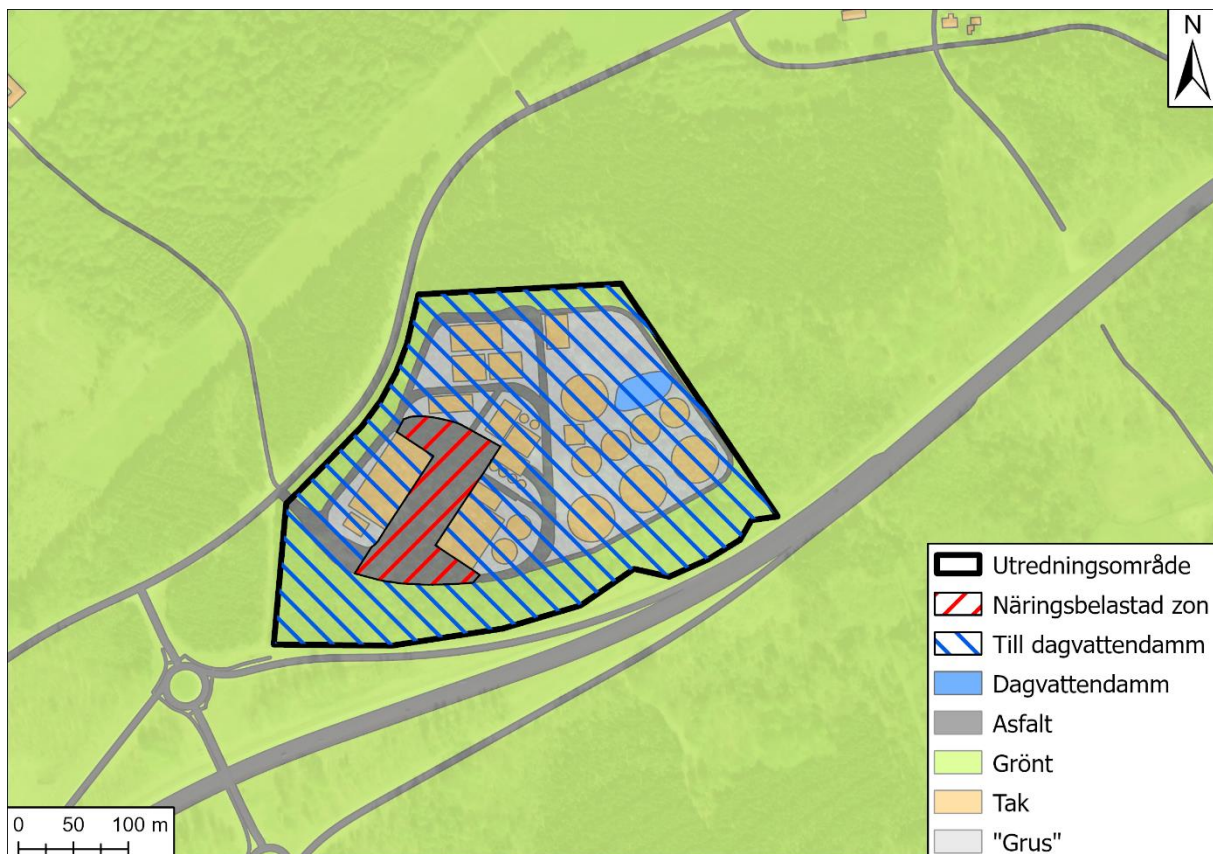 N
Utredningsområde
Näringsbelastad zon
Till dagvattendamm
Dagvattendamm
Asfalt
Grönt
Tak
"Grus"
0 50 100 m